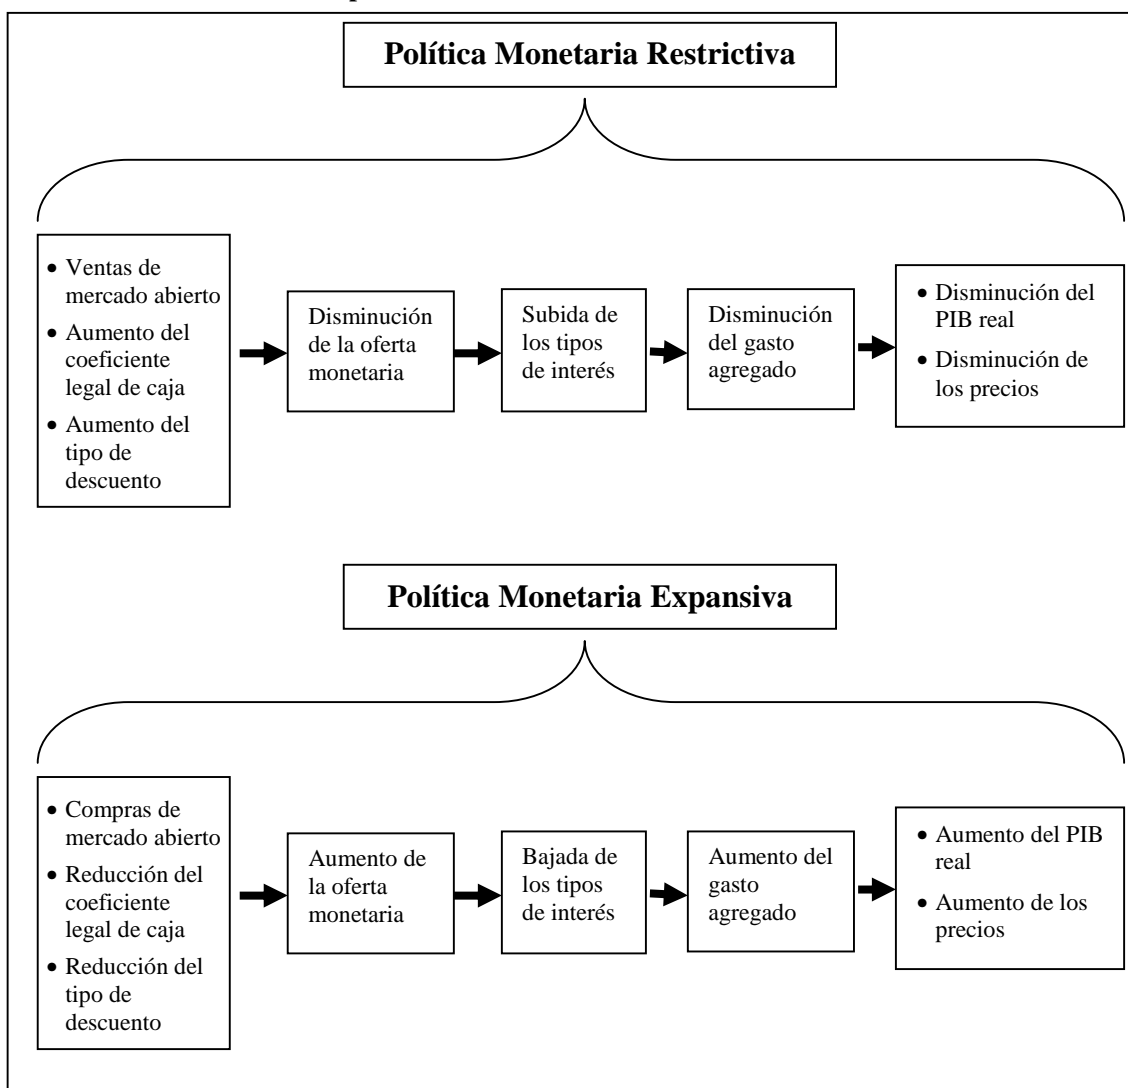 Política Monetaria Restrictiva
• Ventas de
mercado abierto
• Aumento del
coeficiente
legal de caja
• Aumento del
tipo de
descuento
Disminución
de la oferta
monetaria
Subida de
los tipos
de interés
Disminución
del gasto
agregado
• Disminución del
PIB real
• Disminución de
los precios
Política Monetaria Expansiva
• Compras de
mercado abierto
• Reducción del
coeficiente
legal de caja
• Reducción del
tipo de
descuento
Aumento de
la oferta
monetaria
Bajada de
los tipos
de interés
Aumento del
gasto
agregado
• Aumento del PIB
real
• Aumento de los
precios